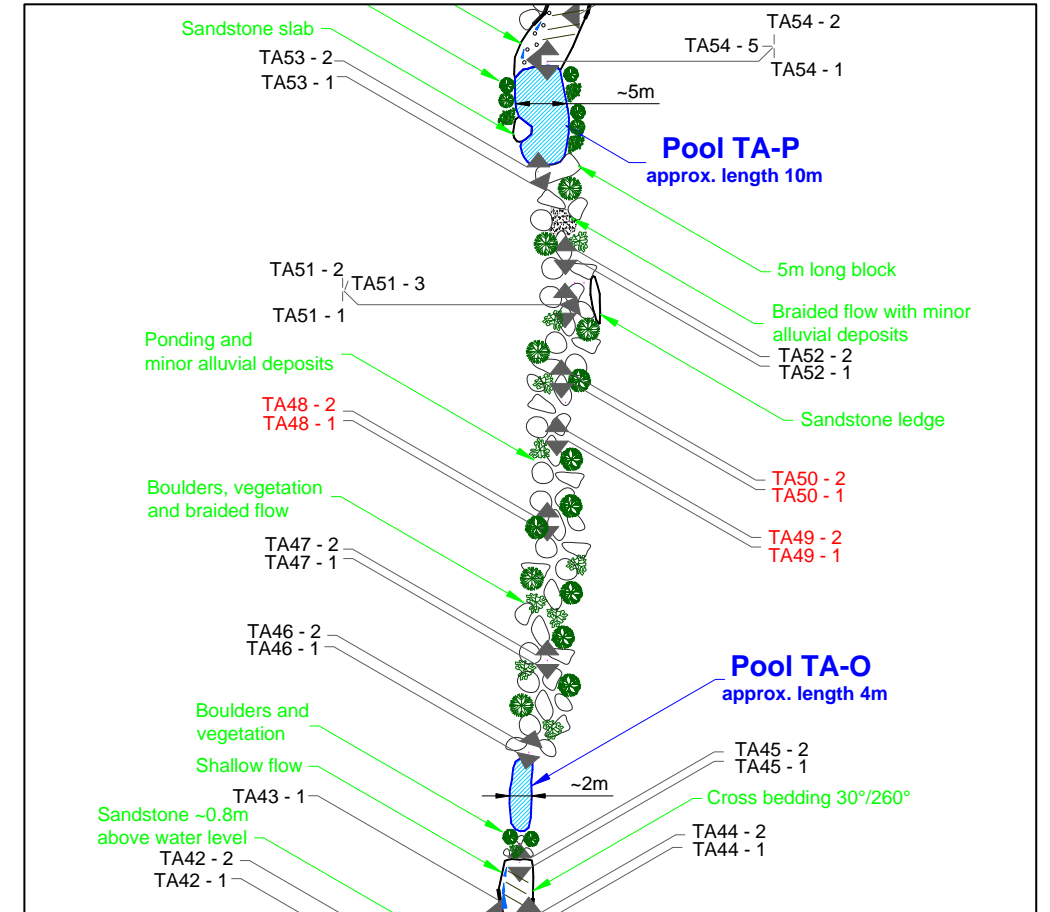 TA54 - 2
Sandstone slab
TA54 - 5
TA53 - 2
TA54 - 1
TA53 - 1
~5m
Pool TA-P
approx. length 10m
5m long block
TA51 - 2
TA51 - 3
TA51 - 1
Braided flow with minor
alluvial deposits
Ponding and
minor alluvial deposits
TA52 - 2
TA52 - 1
TA48 - 2
TA48 - 1
Sandstone ledge
TA50 - 2
TA50 - 1
Boulders, vegetation
and braided flow
TA49 - 2
TA49 - 1
TA47 - 2
TA47 - 1
TA46 - 2
TA46 - 1
Pool TA-O
approx. length 4m
Boulders and
vegetation
TA45 - 2
TA45 - 1
Shallow flow
~2m
TA43 - 1
Cross bedding 30°/260°
Sandstone ~0.8m
above water level
TA44 - 2
TA44 - 1
TA42 - 2
TA42 - 1